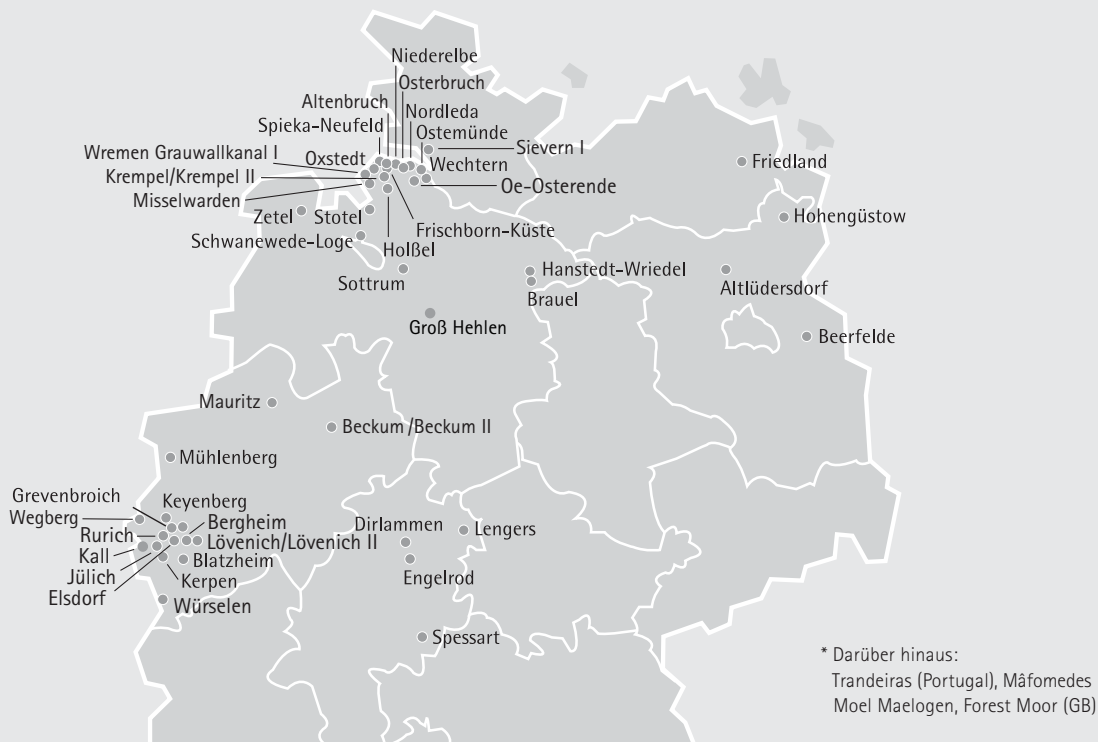 Niederelbe
Osterbruch
Altenbruch
Nordleda
Spieka-Neufeld
Ostemünde
Sievern I
Wremen Grauwallkanal I
Oxstedt
Wechtern
Friedland
Krempel/Krempel II
Oe-Osterende
Misselwarden
Zetel
Stotel
Frischborn-Küste
Hohengüstow
Schwanewede-Loge
Holßel
Sottrum
Hanstedt-Wriedel
Altlüdersdorf
Brauel
Groß Hehlen
Beerfelde
Mauritz
Beckum/Beckum II
Mühlenberg
Grevenbroich
Keyenberg
Wegberg
Bergheim
Dirlammen
Lengers
Rurich
Lövenich/Lövenich II
Kall
Blatzheim
Jülich
Kerpen
Engelrod
Elsdorf
Würselen
Spessart
* Darüber hinaus:
Trandeiras (Portugal), Mâfomedes
Moel Maelogen, Forest Moor (GB)